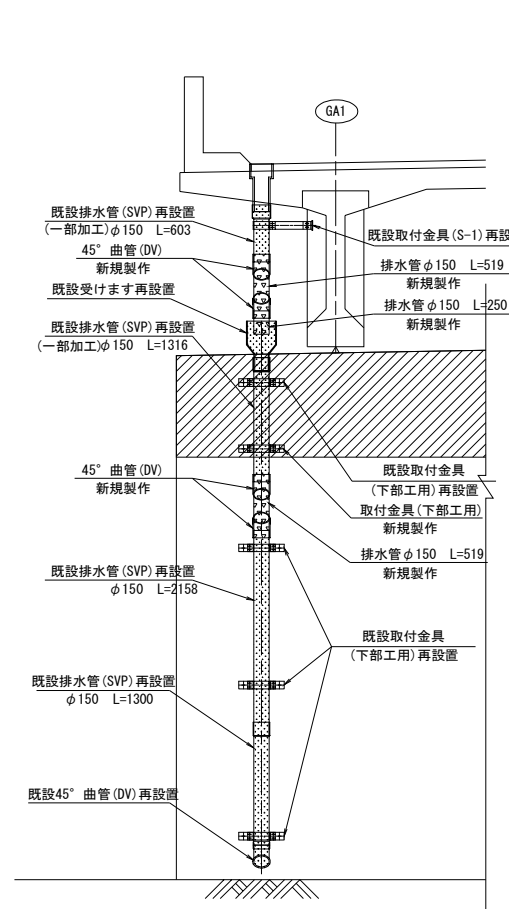 GA1
既設排水管(SVP)再設置
(一部加工)φ150 L=603
既設取付金具(S-1)再設
45°曲管(DV)
新規製作
排水管φ150 L=519
新規製作
既設受けます再設置
排水管φ150 L=250
新規製作
既設排水管(SVP)再設置
(一部加工)φ150 L=1316
45°曲管(DV)
新規製作
既設取付金具
(下部工用)再設置
取付金具(下部工用)
新規製作
排水管φ150 L=519
新規製作
既設排水管(SVP)再設置
φ150 L=2158
既設取付金具
(下部工用)再設置
既設排水管(SVP)再設置
φ150 L=1300
既設45°曲管(DV)再設置